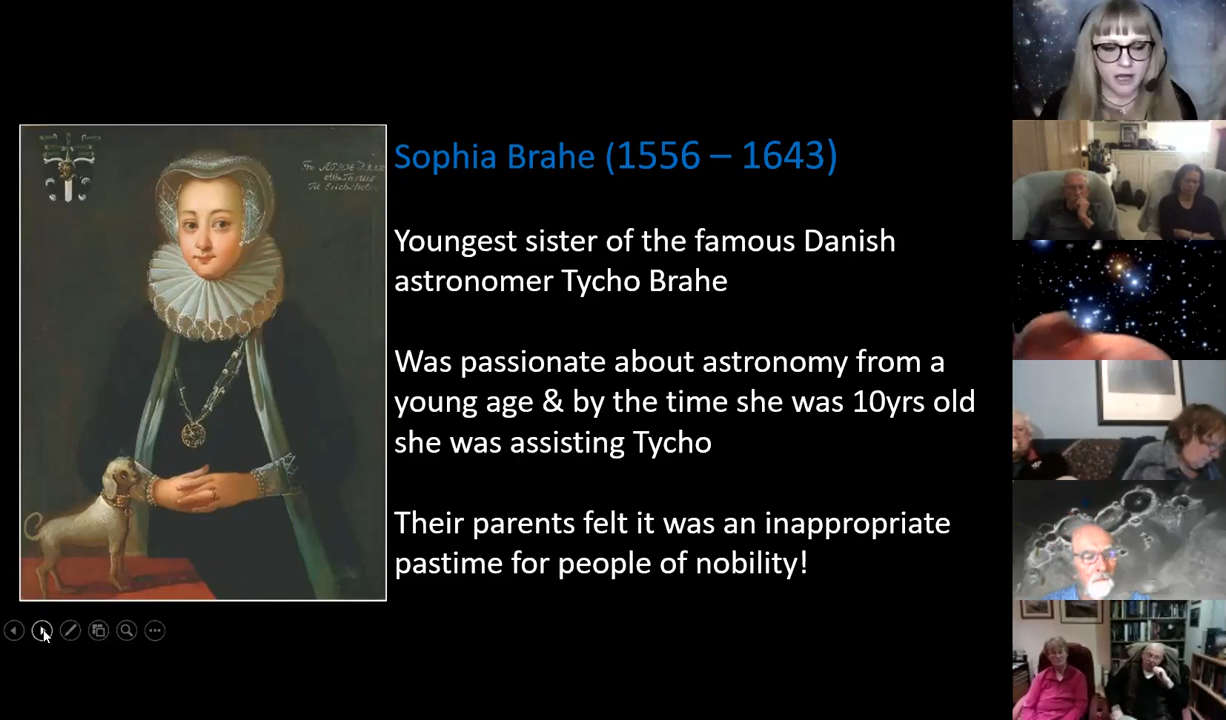 Sophia Brahe (1556 – 1643)
Youngest sister of the famous Danish
astronomer Tycho Brahe
Was passionate about astronomy from a
young age & by the time she was 10yrs old
she was assisting Tycho
Their parents felt it was an inappropriate
pastime for people of nobility!